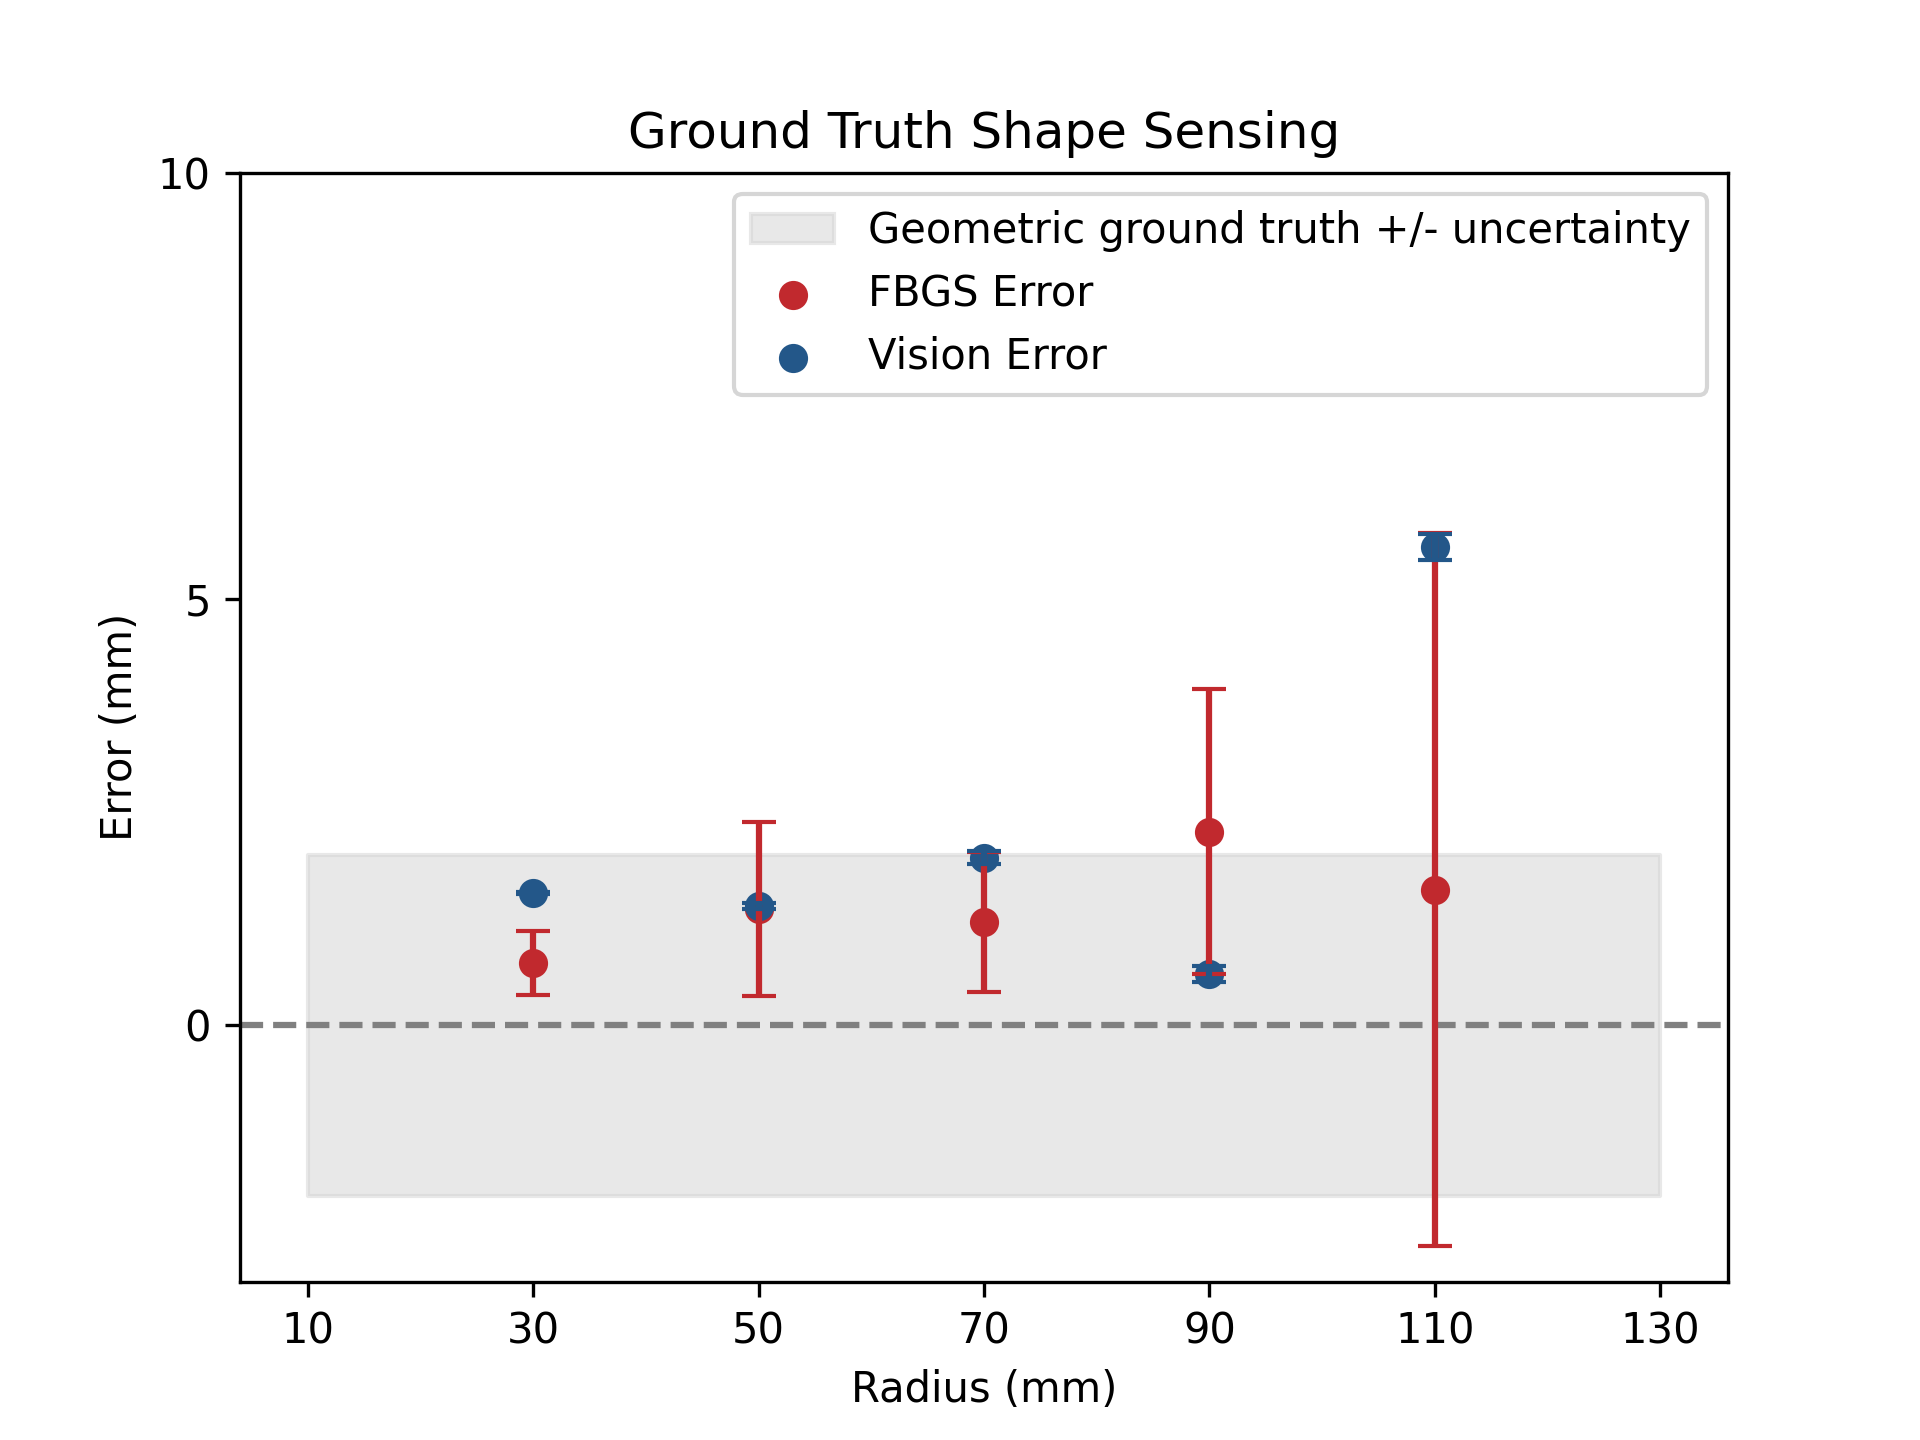 Ground Truth Shape Sensing
10
Geometric ground truth +/- uncertainty
FBGS Error
Vision Error
5
Error (mm)
0
10 30 50 70 90 110 130
Radius (mm)